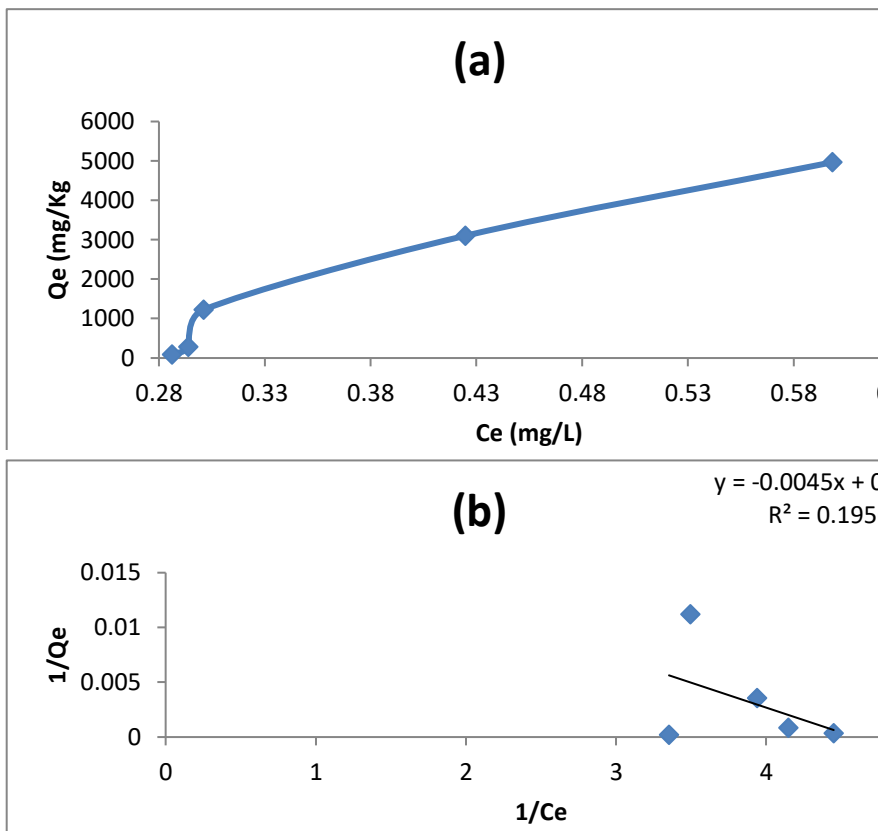 (a)
6000
5000
4000
3000
2000
1000
0
Qe (mg/Kg)
0.28 0.33 0.38 0.43 0.48 0.53 0.58
Ce (mg/L)
(b)
y = -0.0045x + 0
R² = 0.195
0.015
0.01
0.005
0
1/Qe
0 1 2 3 4
1/Ce